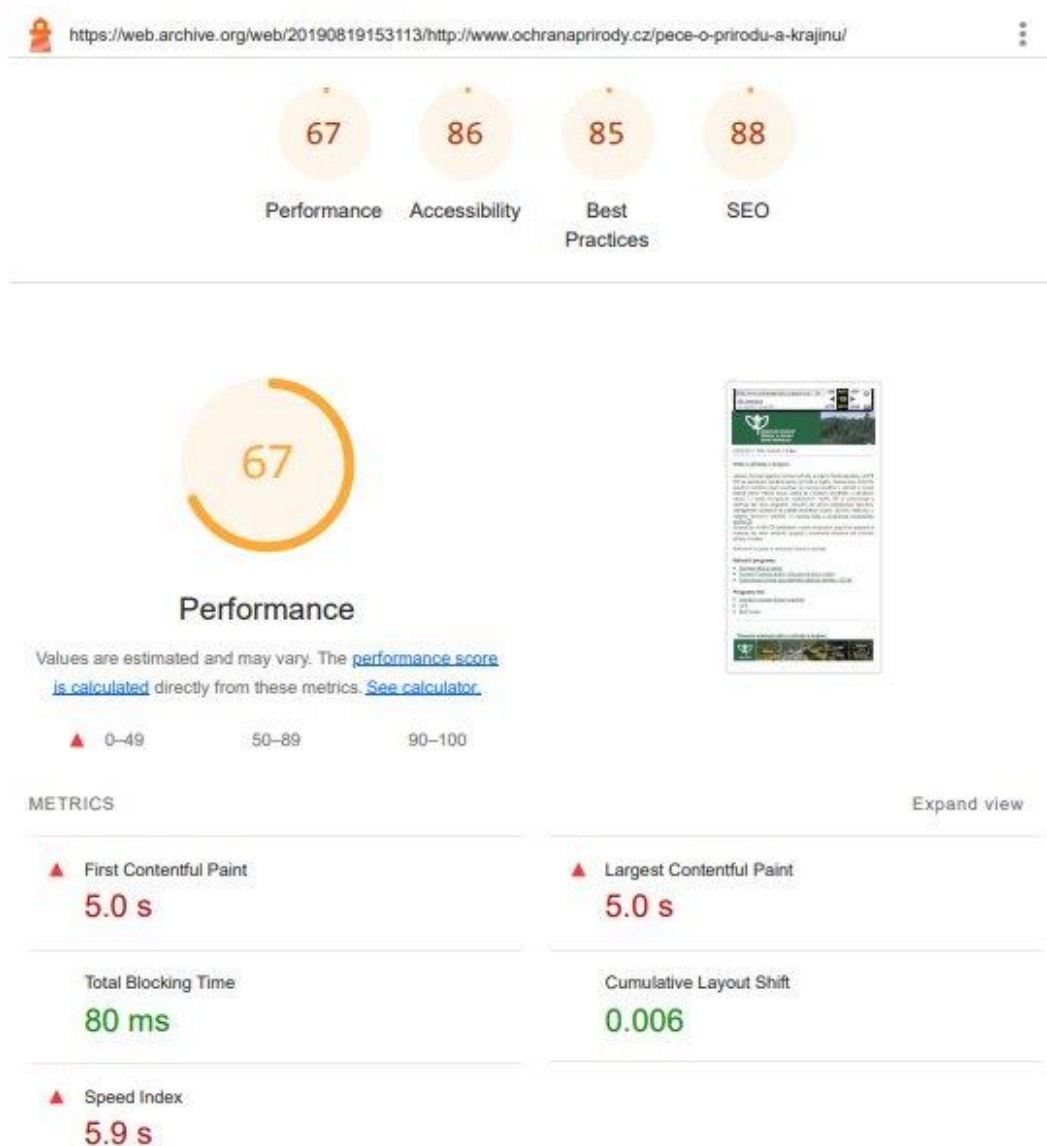 https://web.archive.org/web/20190819153113/http://www.ochranaprirody.cz/pece-o-prirodu-a-krajinu/
67 86 85 88
Performance Accessibility Best Practices SEO
67
Performance
Values are estimated and may vary. The performance score
is calculated directly from these metrics. See calculator.
0–49 50–89 90–100
METRICS Expand view
First Contentful Paint
5.0 s
Largest Contentful Paint
5.0 s
Total Blocking Time
80 ms
Cumulative Layout Shift
0.006
Speed Index
5.9 s